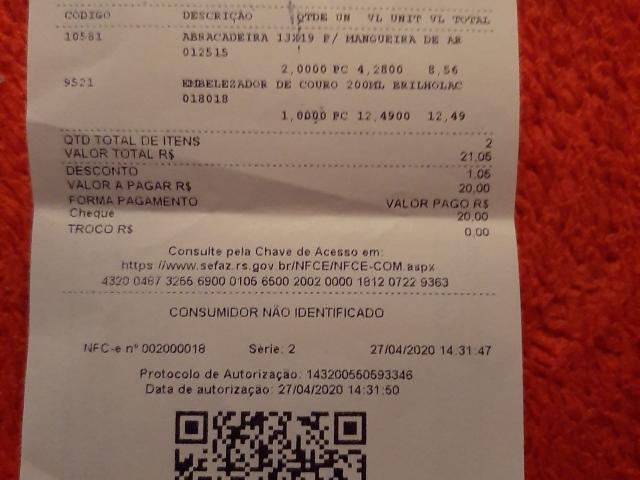 CODIGO DESCRIÇÃO QTDE UN VL UNIT VL TOTAL
10581 ABRACADEIRA 13X19 P/ MANGUEIRA DE AR
012515
2,0000 PC 4,2800 8,56
9521 EMBELEZADOR DE COURO 200ML BRILHOLAC
018018
1,0000 PC 12,4900 12,49
QTD TOTAL DE ITENS 2
VALOR TOTAL R$ 21,05
DESCONTO 1,05
VALOR A PAGAR R$ 20,00
FORMA PAGAMENTO VALOR PAGO R$
Cheque 20,00
TROCO R$ 0,00
Consulte pela Chave de Acesso em:
https://www.sefaz.rs.gov.br/NFCE/NFCE-COM.aspx
4320 0487 3256 6900 0105 6500 2002 0000 1812 0722 9363
CONSUMIDOR NÃO IDENTIFICADO
NFC-e nº 002000018 Série: 2 27/04/2020 14:31:47
Protocolo de Autorização: 143200550593346
Data de autorização: 27/04/2020 14:31:50